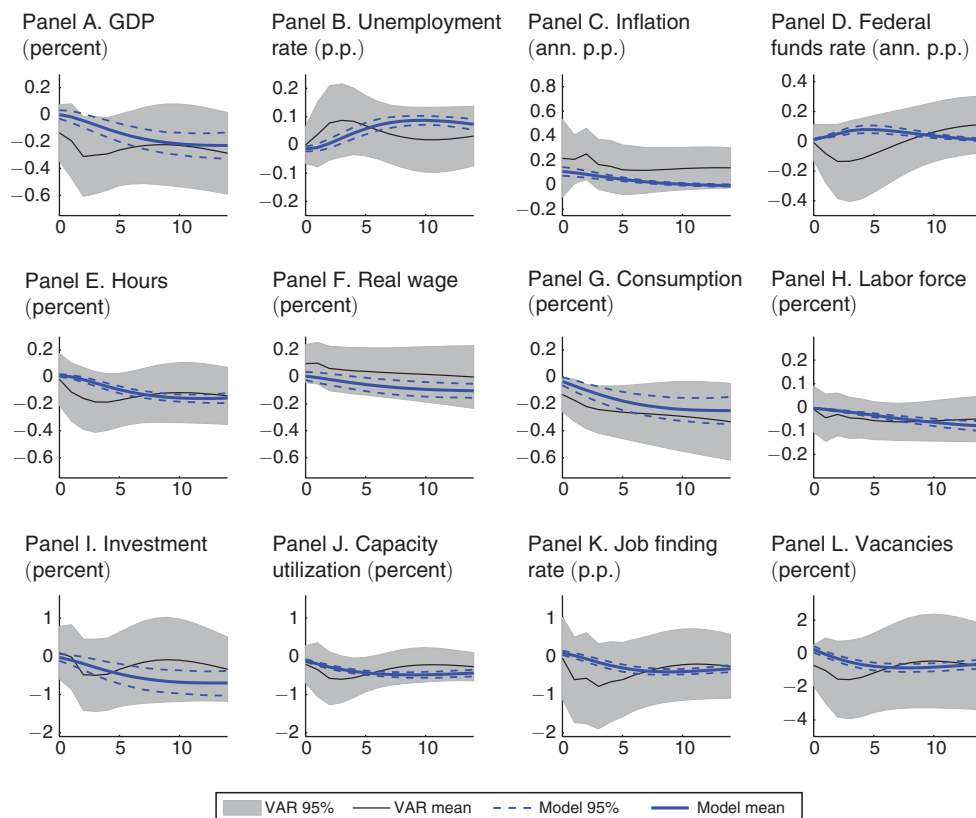 Panel A. GDP
(percent)
Panel B. Unemployment
rate (p.p.)
Panel C. Inflation
(ann. p.p.)
Panel D. Federal
funds rate (ann. p.p.)
0.2
0
−0.2
−0.4
−0.6
0 5 10
0.2
0.1
0
−0.1
−0.2
0 5 10
0.6
0.4
0.2
0
−0.2
0 5 10
0.4
0.2
0
−0.2
−0.4
0 5 10
Panel E. Hours
(percent)
Panel F. Real wage
(percent)
Panel G. Consumption
(percent)
Panel H. Labor force
(percent)
0.2
0
−0.2
−0.4
−0.6
0 5 10
0.2
0
−0.2
−0.4
−0.6
0 5 10
0.2
0
−0.2
−0.4
−0.6
0 5 10
0.2
0.1
0
−0.1
−0.2
0 5 10
Panel I. Investment
(percent)
Panel J. Capacity
utilization (percent)
Panel K. Job finding
rate (p.p.)
Panel L. Vacancies
(percent)
1
0
−1
−2
0 5 10
1
0
−1
−2
0 5 10
1
0
−1
−2
0 5 10
2
0
−2
−4
0 5 10
VAR 95% VAR mean Model 95% Model mean